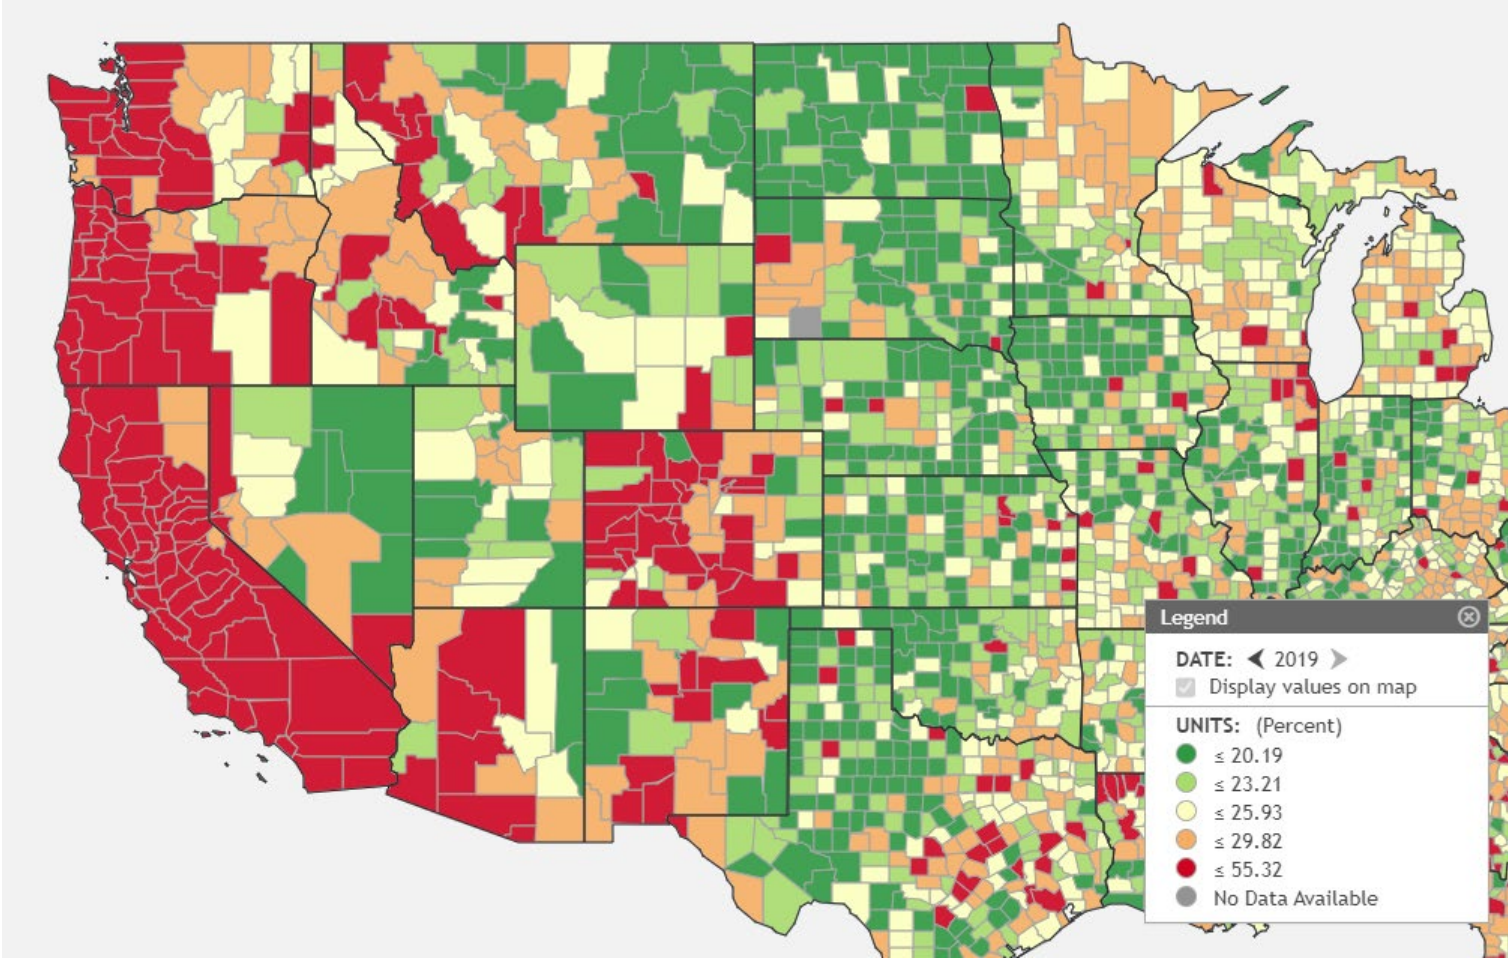 Legend
DATE: 2019
Display values on map
UNITS: (Percent)
≤ 20.19
≤ 23.21
≤ 25.93
≤ 29.82
≤ 55.32
No Data Available